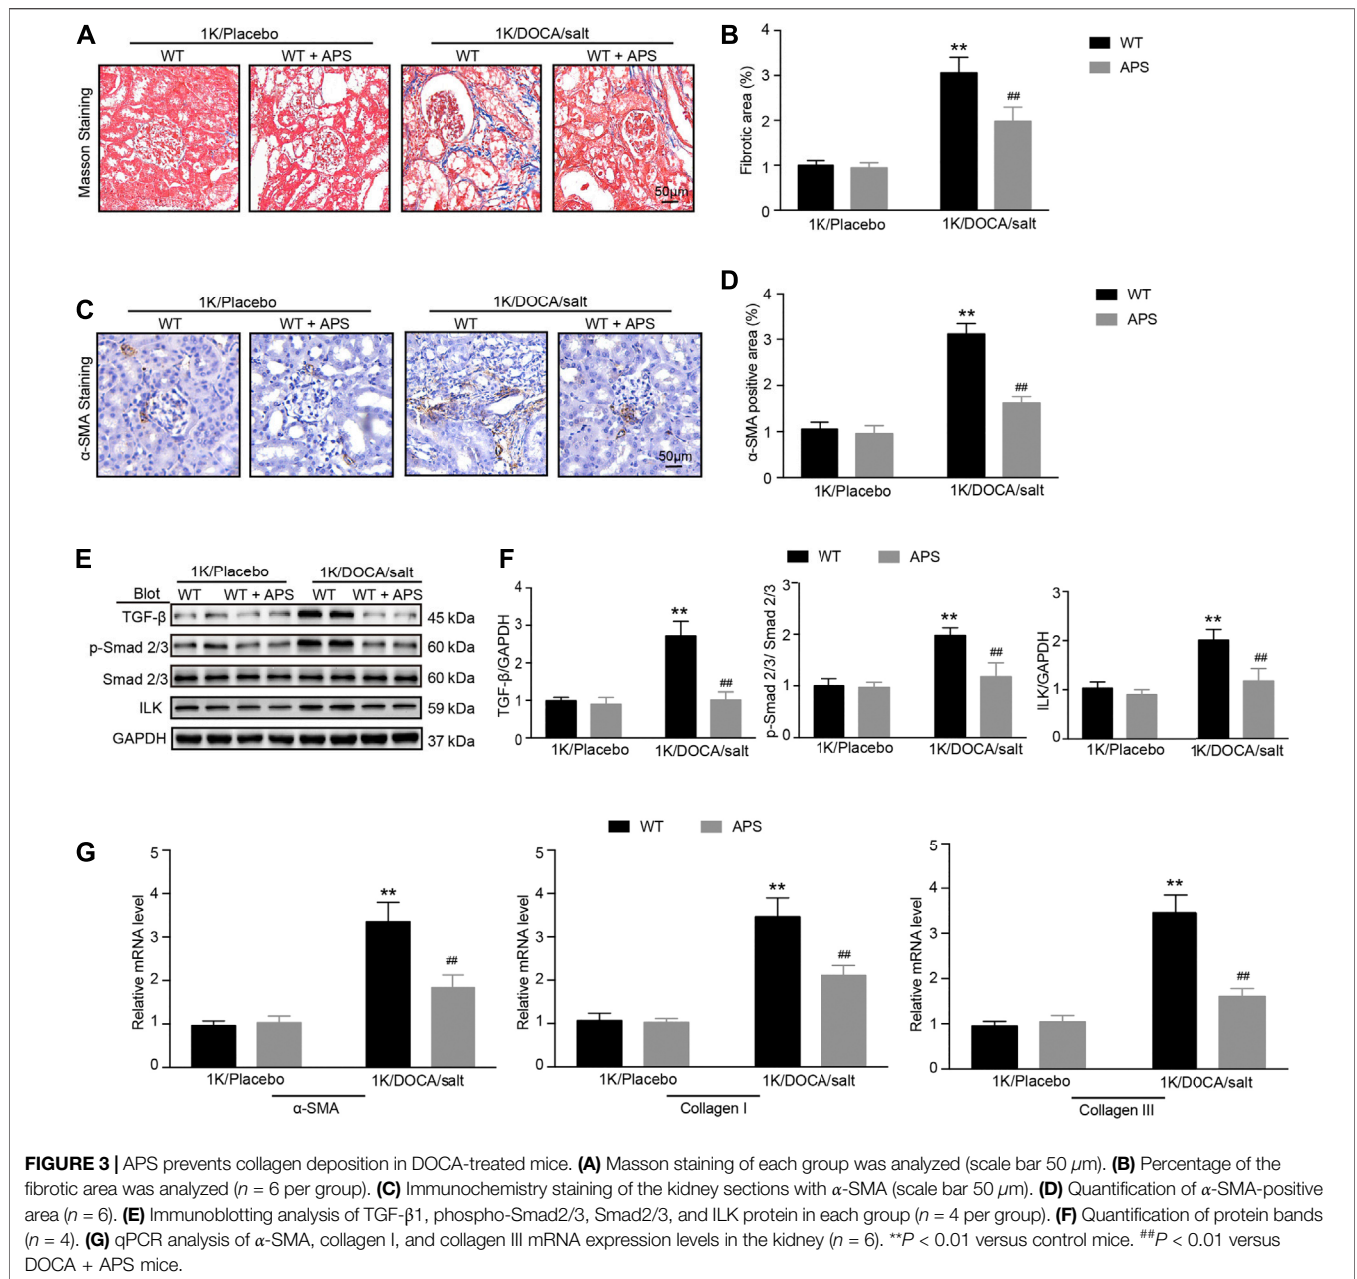 A
1K/Placebo
1K/DOCA/salt
WT
WT + APS
WT
WT + APS
Masson Staining
50µm
B
Fibrotic area (%)
4
3
2
1
0
**
##
1K/Placebo
1K/DOCA/salt
WT
APS
C
1K/Placebo
1K/DOCA/salt
WT
WT + APS
WT
WT + APS
α-SMA Staining
50µm
D
α-SMA positive area (%)
4
3
2
1
0
**
##
1K/Placebo
1K/DOCA/salt
WT
APS
E
1K/Placebo
1K/DOCA/salt
Blot
WT
WT + APS
WT
WT + APS
TGF-β
45 kDa
p-Smad 2/3
60 kDa
Smad 2/3
60 kDa
ILK
59 kDa
GAPDH
37 kDa
F
WT
APS
TGF-β/GAPDH
4
3
2
1
0
**
##
1K/Placebo
1K/DOCA/salt
p-Smad 2/3/ Smad 2/3
3
2
1
0
**
##
1K/Placebo
1K/DOCA/salt
ILK/GAPDH
3
2
1
0
**
##
1K/Placebo
1K/DOCA/salt
G
WT
APS
Relative mRNA level
5
4
3
2
1
0
**
##
1K/Placebo
1K/DOCA/salt
α-SMA
Relative mRNA level
5
4
3
2
1
0
**
##
1K/Placebo
1K/DOCA/salt
Collagen I
Relative mRNA level
5
4
3
2
1
0
**
##
1K/Placebo
1K/D0CA/salt
Collagen III
FIGURE 3 | APS prevents collagen deposition in DOCA-treated mice. (A) Masson staining of each group was analyzed (scale bar 50 µm). (B) Percentage of the
fibrotic area was analyzed (n = 6 per group). (C) Immunochemistry staining of the kidney sections with α-SMA (scale bar 50 µm). (D) Quantification of α-SMA-positive
area (n = 6). (E) Immunoblotting analysis of TGF-β1, phospho-Smad2/3, Smad2/3, and ILK protein in each group (n = 4 per group). (F) Quantification of protein bands
(n = 4). (G) qPCR analysis of α-SMA, collagen I, and collagen III mRNA expression levels in the kidney (n = 6). **P < 0.01 versus control mice. ##P < 0.01 versus
DOCA + APS mice.